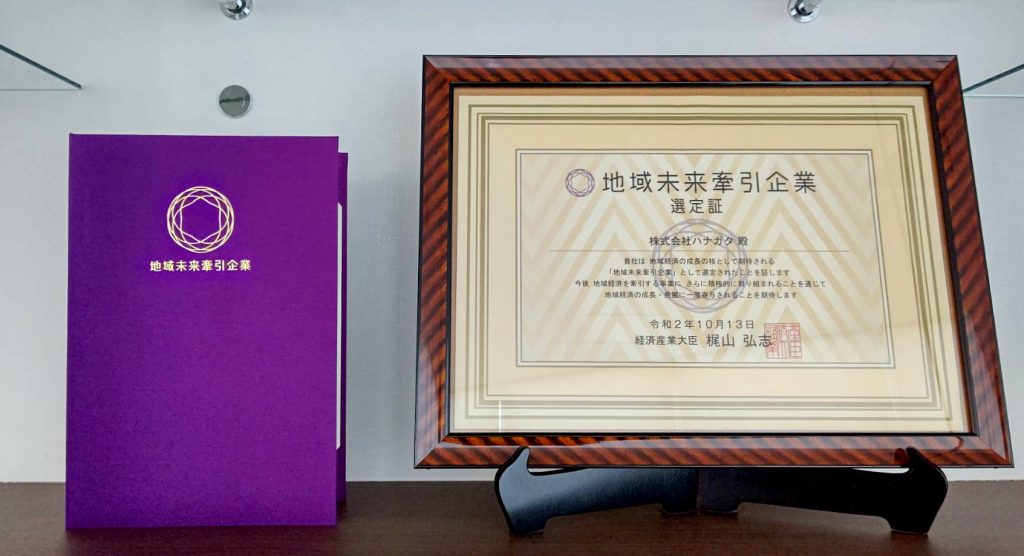 地域未来牽引企業
地域未来牽引企業
選定証
株式会社ハナガタ 殿
貴社は 地域経済の成長の核として期待される
「地域未来牽引企業」として選定されたことを証します
今後 地域経済を牽引する事業に さらに積極的に取り組まれることを通じて
地域経済の成長・発展に一層寄与されることを期待します
令和2年10月13日
経済産業大臣 梶山 弘志